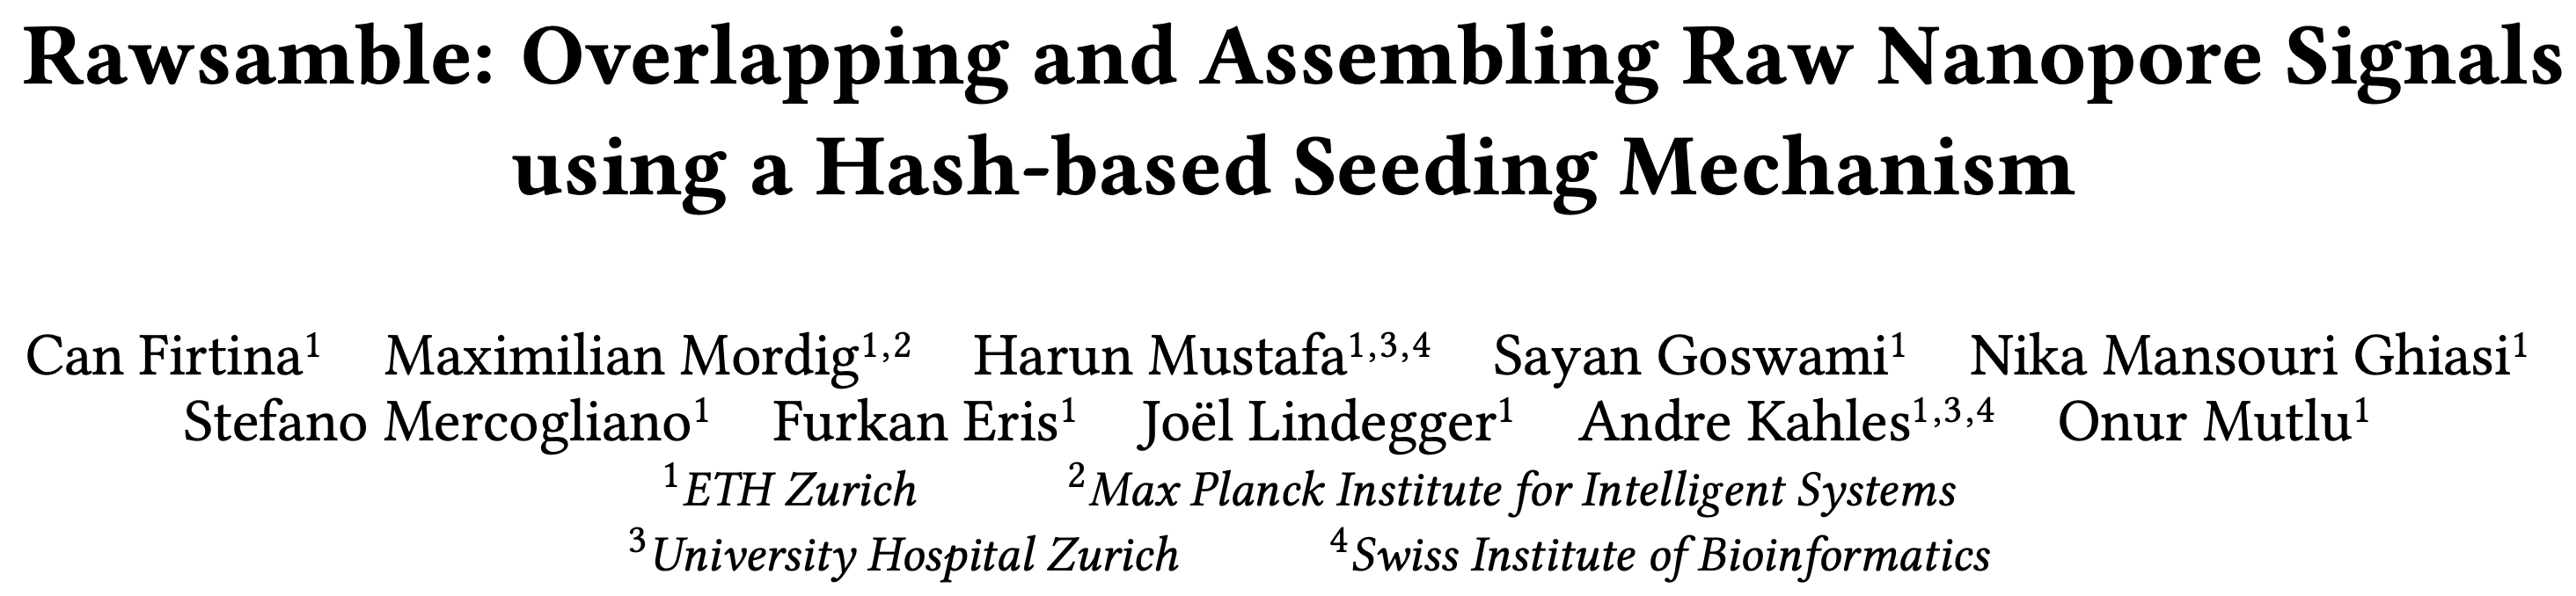 Rawsamble: Overlapping and Assembling Raw Nanopore Signals
using a Hash-based Seeding Mechanism
Can Firtina¹ Maximilian Mordig¹,² Harun Mustafa¹,³,⁴ Sayan Goswami¹ Nika Mansouri Ghiasi¹
Stefano Mercogliano¹ Furkan Eris¹ Joël Lindegger¹ Andre Kahles¹,³,⁴ Onur Mutlu¹
¹ETH Zurich ²Max Planck Institute for Intelligent Systems
³University Hospital Zurich ⁴Swiss Institute of Bioinformatics